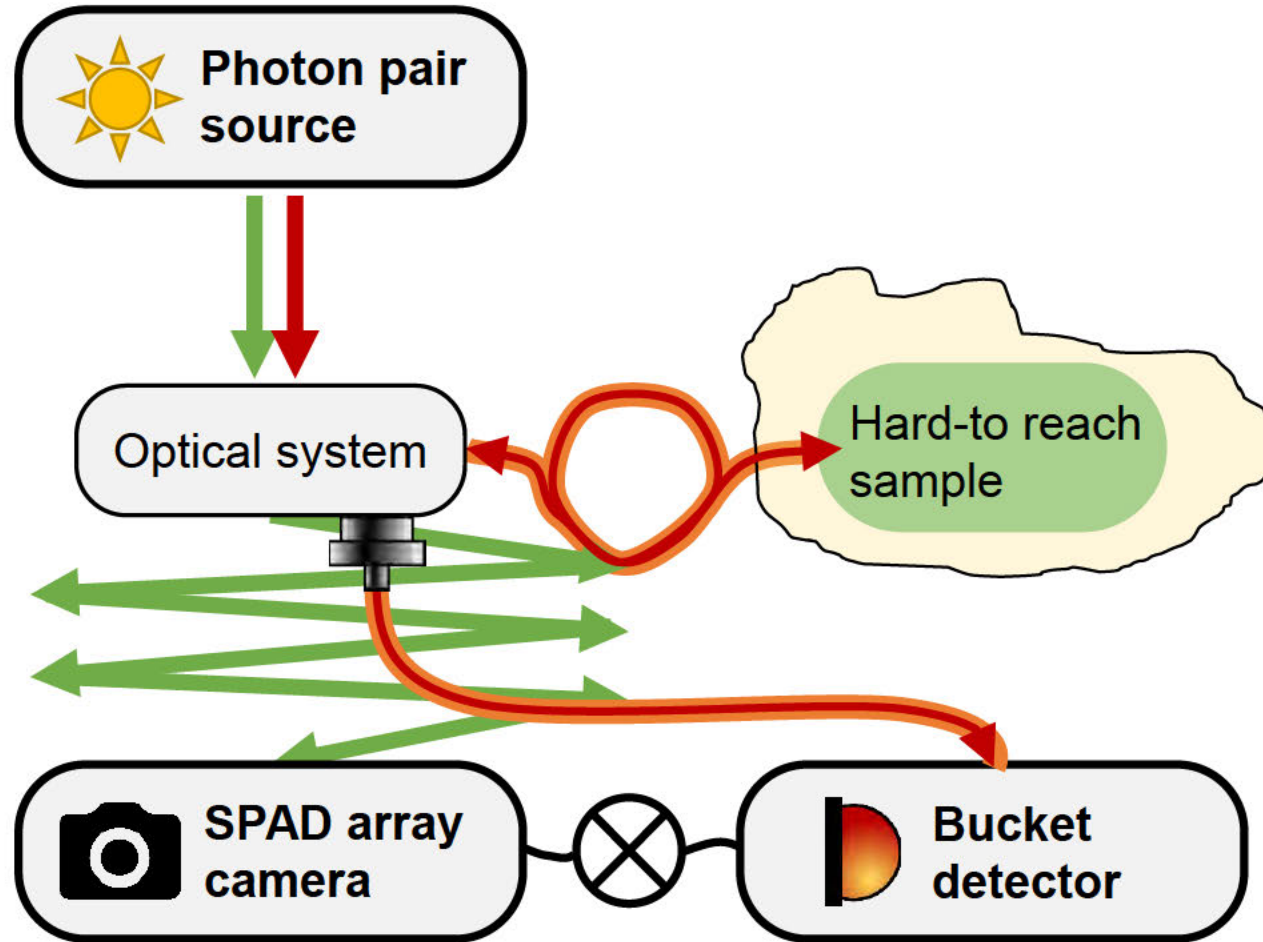 Photon pair
source
Optical system
Hard-to reach
sample
SPAD array
camera
Bucket
detector